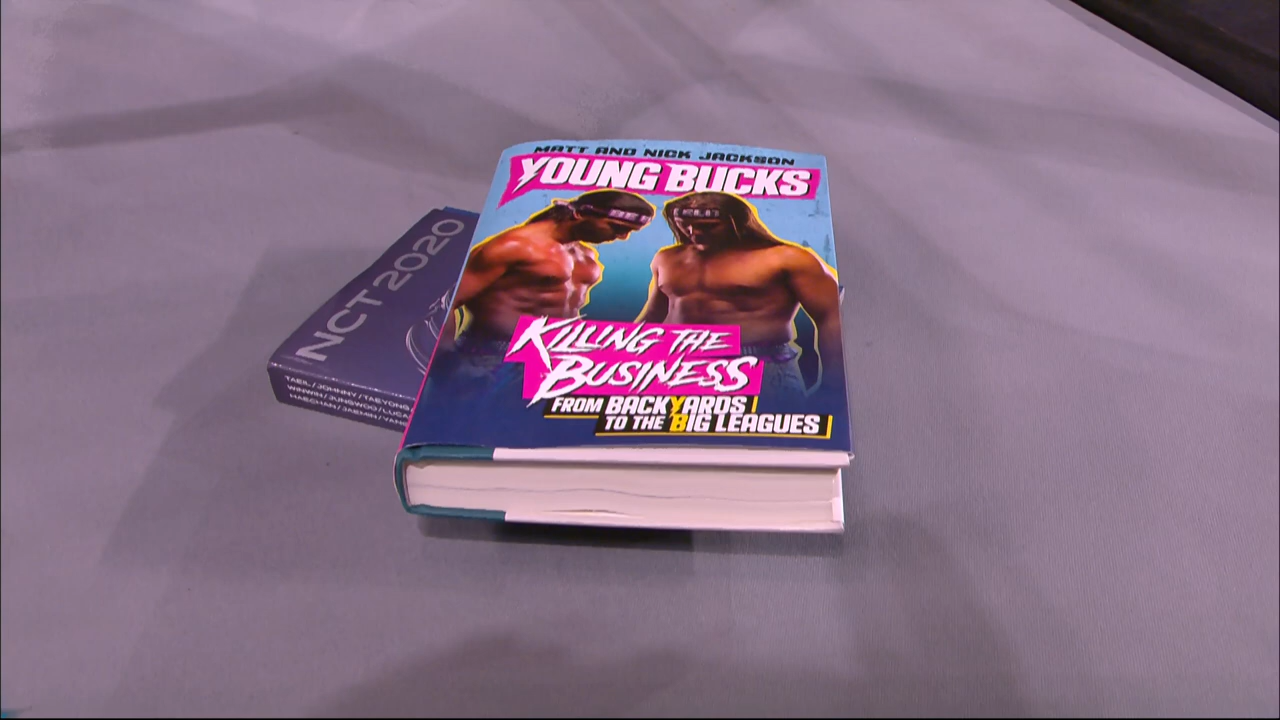 MATT AND NICK JACKSON
YOUNG BUCKS
KILLING THE
BUSINESS
FROM BACKYARDS
TO THE BIG LEAGUES
NCT 2020
TAEIL / JOHNNY / TAEYONG
WINWIN / JUNGWOO / LUCA
HAECHAN / JAEMIN / YANG